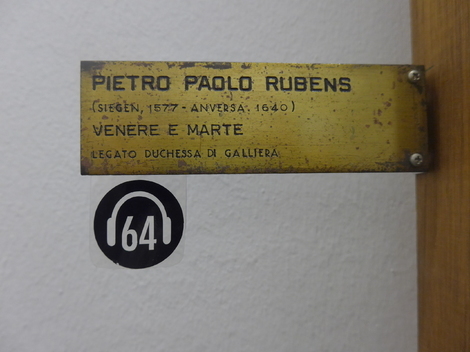 PIETRO PAOLO RUBENS
(SIEGEN, 1577 - ANVERSA, 1640)
VENERE E MARTE
LEGATO DUCHESSA DI GALLIERA
64